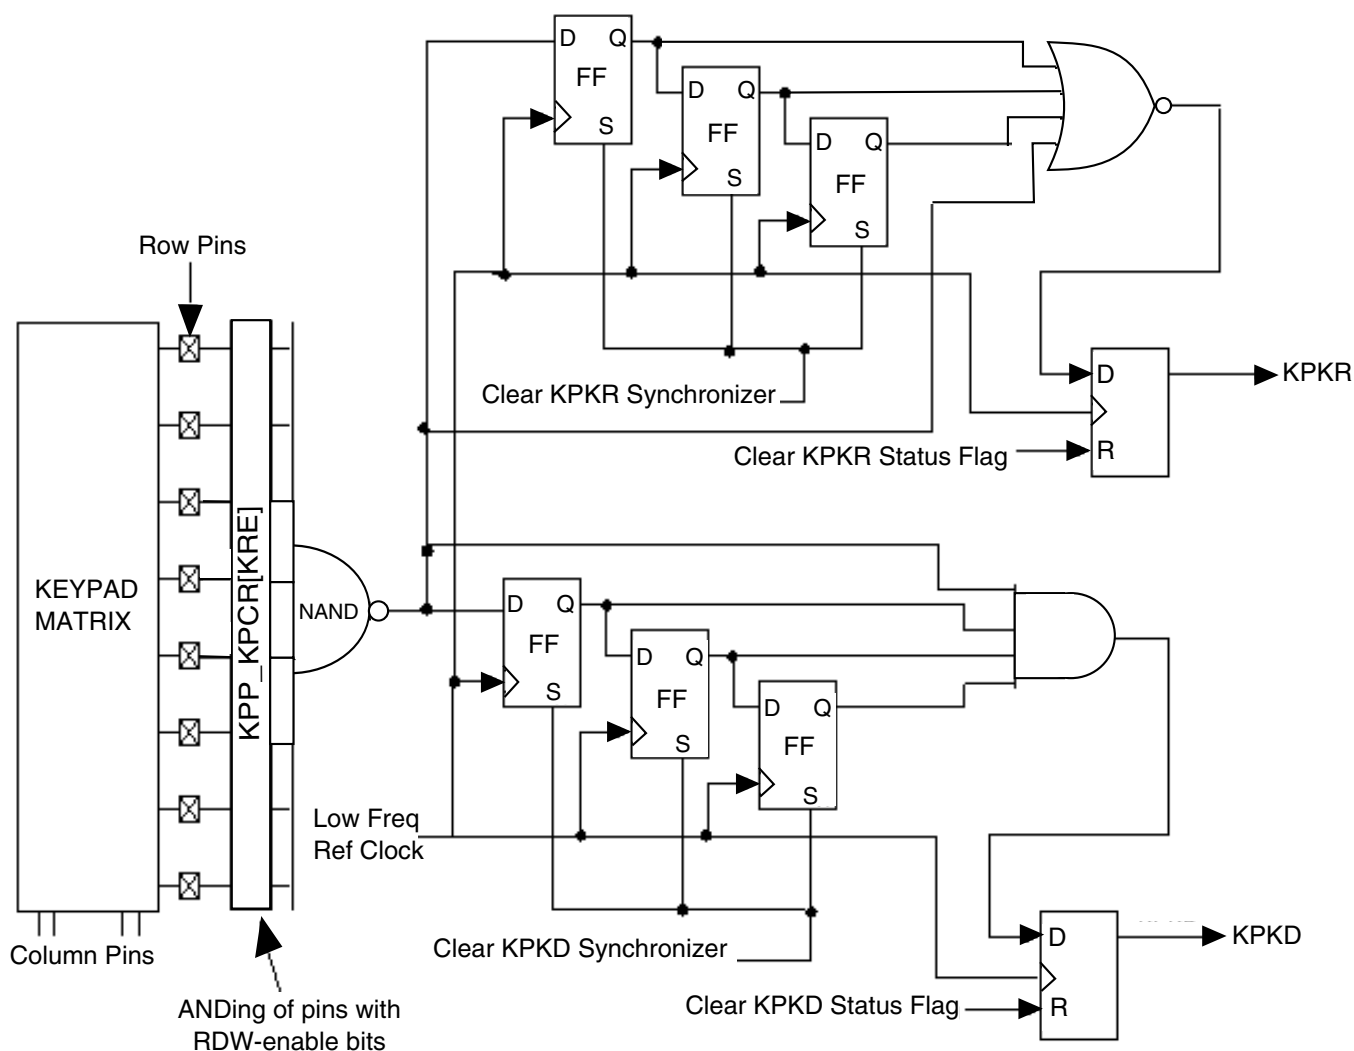 D Q
FF
S
D Q
FF
S
D Q
FF
S
Row Pins
Clear KPKR Synchronizer
D
R
KPKR
Clear KPKR Status Flag
KEYPAD
MATRIX
KPP_KPCR[KRE]
NAND
D Q
FF
S
D Q
FF
S
D Q
FF
S
Low Freq
Ref Clock
Column Pins
Clear KPKD Synchronizer
D
R
KPKD
Clear KPKD Status Flag
ANDing of pins with
RDW-enable bits